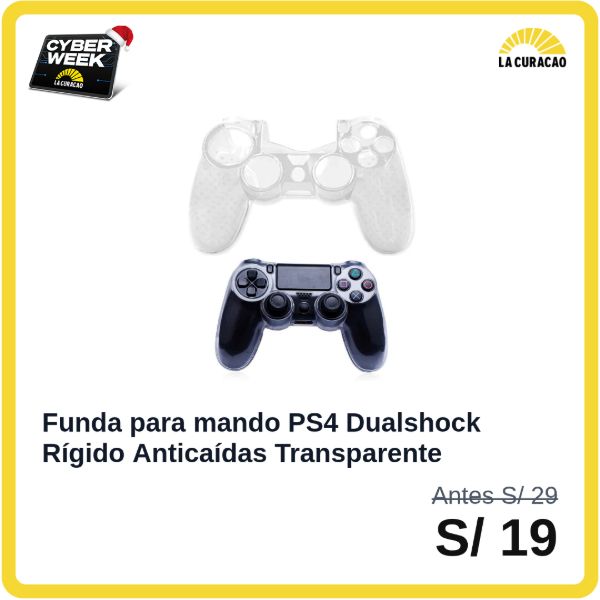 CYBER
WEEK
LA CURACAO
LA CURACAO
Funda para mando PS4 Dualshock
Rígido Anticaídas Transparente
Antes S/ 29
S/ 19